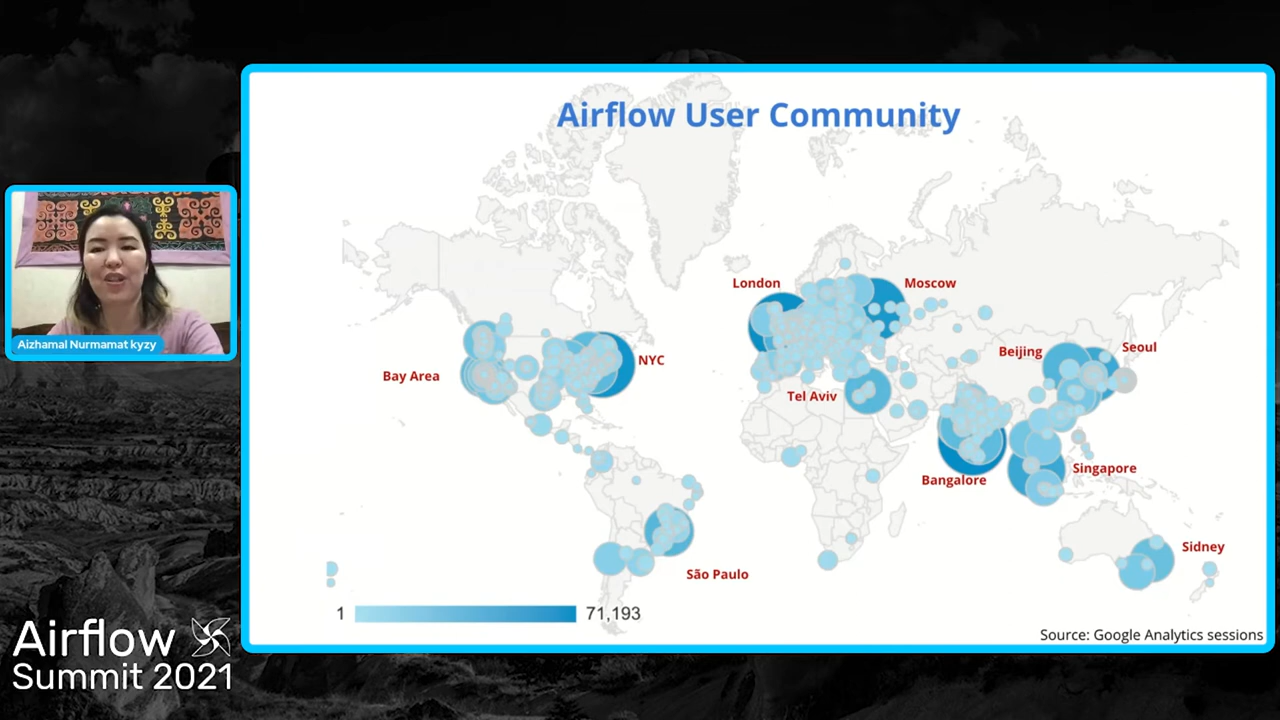 Airflow User Community
London
Moscow
NYC
Bay Area
Beijing
Seoul
Tel Aviv
Bangalore
Singapore
Sidney
São Paulo
1
71,193
Source: Google Analytics sessions
Aizhamal Nurmamat kyzy
Airflow
Summit 2021